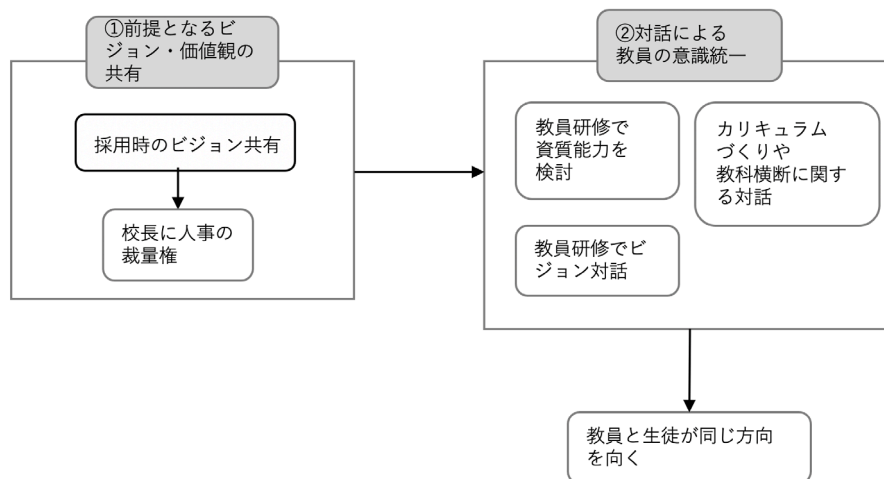 ①前提となるビ
ジョン・価値観の
共有
採用時のビジョン共有
校長に人事の
裁量権
②対話による
教員の意識統一
教員研修で
資質能力を
検討
カリキュラム
づくりや
教科横断に関す
る対話
教員研修でビ
ジョン対話
教員と生徒が同じ方向
を向く